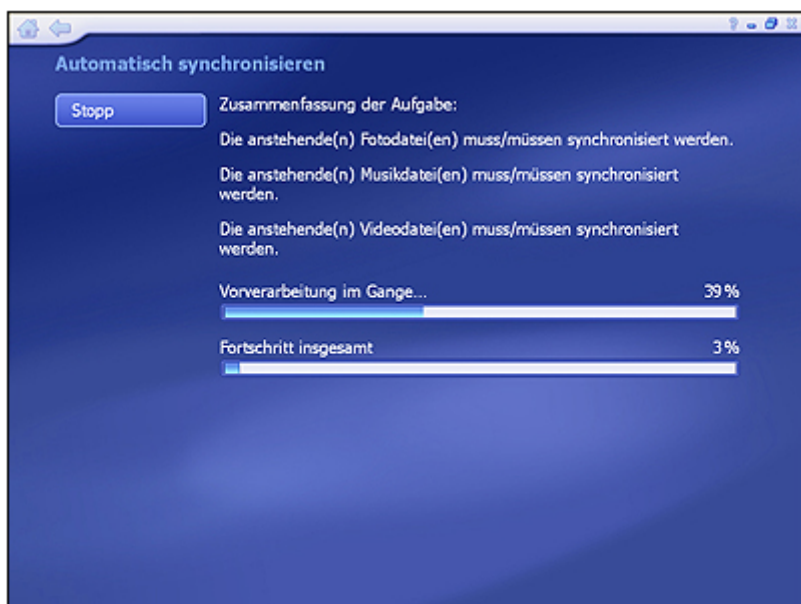 Automatisch synchronisieren
Stopp
Zusammenfassung der Aufgabe:
Die anstehende(n) Fotodatei(en) muss/müssen synchronisiert werden.
Die anstehende(n) Musikdatei(en) muss/müssen synchronisiert
werden.
Die anstehende(n) Videodatei(en) muss/müssen synchronisiert
werden.
Vorverarbeitung im Gange... 39 %
Fortschritt insgesamt 3 %